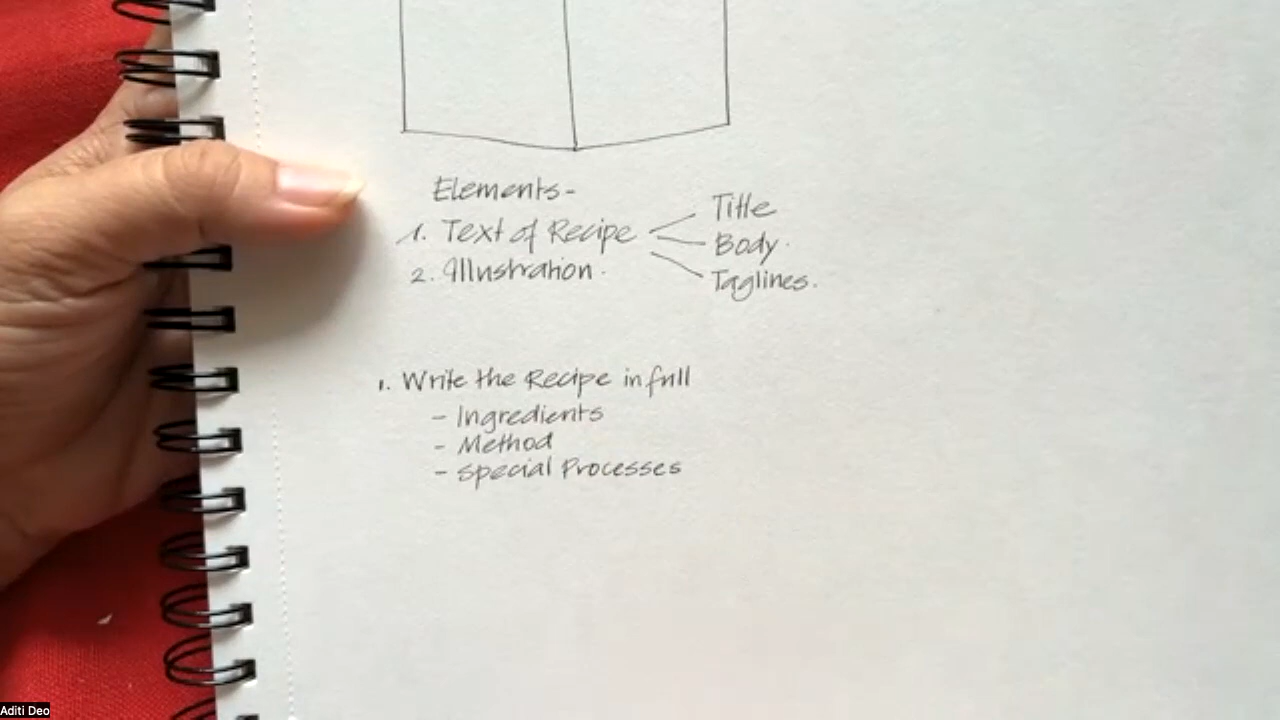 Elements-
1. Text of Recipe
Title
Body.
Taglines.
2. Illustration.
1. Write the Recipe in full
- Ingredients
- Method
- Special Processes
Aditi Deo